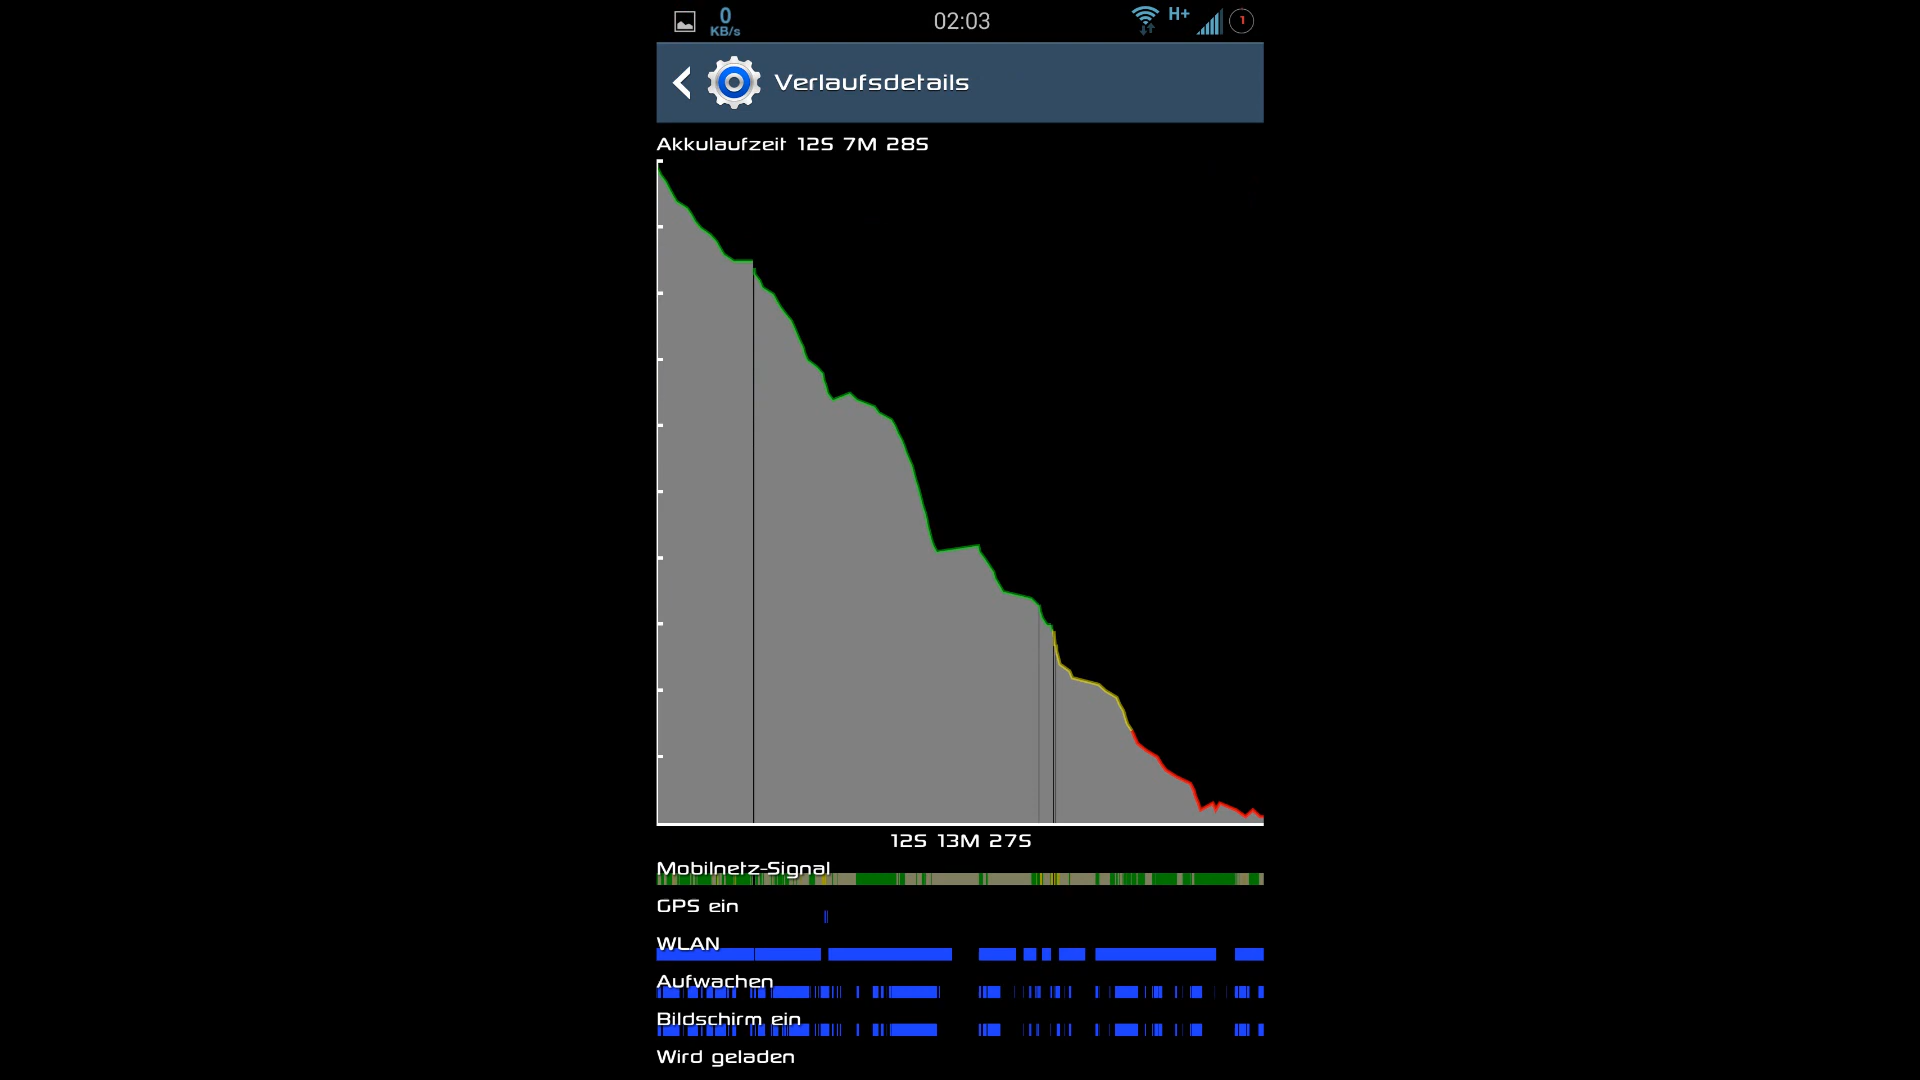 0
KB/s
02:03
H+
1
Verlaufsdetails
Akkulaufzeit 12S 7M 28S
12S 13M 27S
Mobilnetz-Signal
GPS ein
WLAN
Aufwachen
Bildschirm ein
Wird geladen